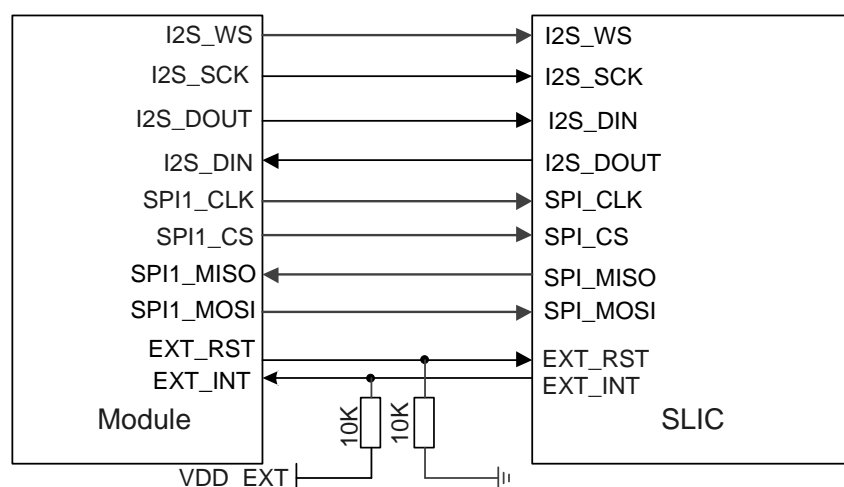 I2S_WS I2S_WS
I2S_SCK I2S_SCK
I2S_DOUT I2S_DIN
I2S_DIN I2S_DOUT
SPI1_CLK SPI_CLK
SPI1_CS SPI_CS
SPI1_MISO SPI_MISO
SPI1_MOSI SPI_MOSI
EXT_RST EXT_RST
EXT_INT EXT_INT
10K 10K
Module SLIC
VDD_EXT